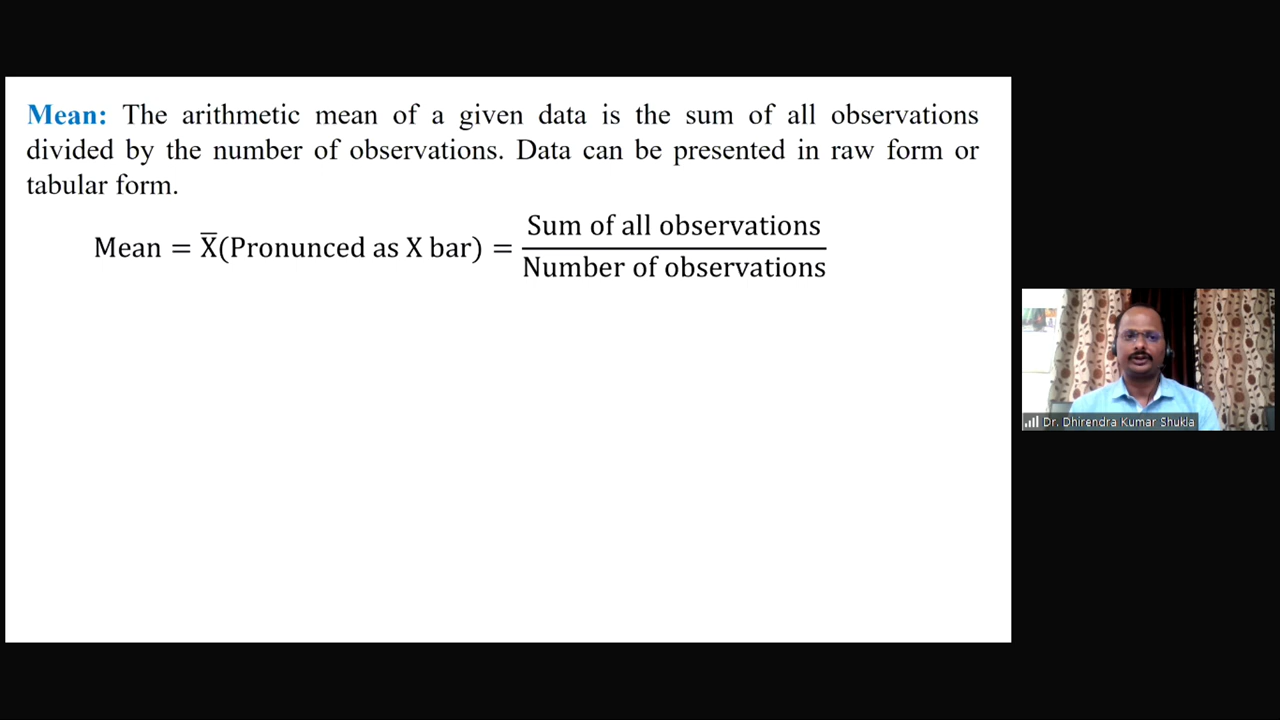 Mean: The arithmetic mean of a given data is the sum of all observations
divided by the number of observations. Data can be presented in raw form or
tabular form.
Mean = X̅(Pronunced as X bar) = Sum of all observations / Number of observations
Dr. Dhirendra Kumar Shukla